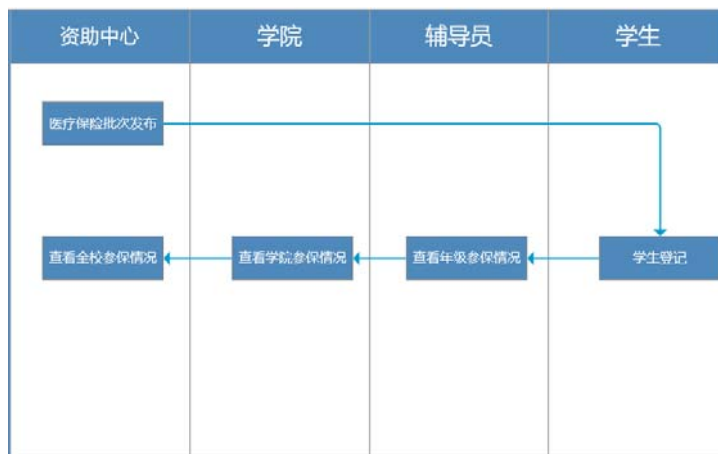 资助中心
学院
辅导员
学生
医疗保险批次发布
查看全校参保情况
查看学院参保情况
查看年级参保情况
学生登记